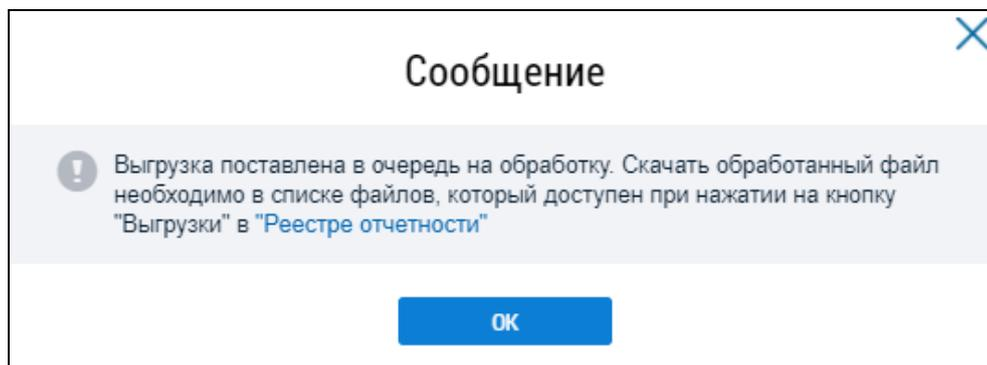 Сообщение
Выгрузка поставлена в очередь на обработку. Скачать обработанный файл
необходимо в списке файлов, который доступен при нажатии на кнопку
"Выгрузки" в "Реестре отчетности"
ОК